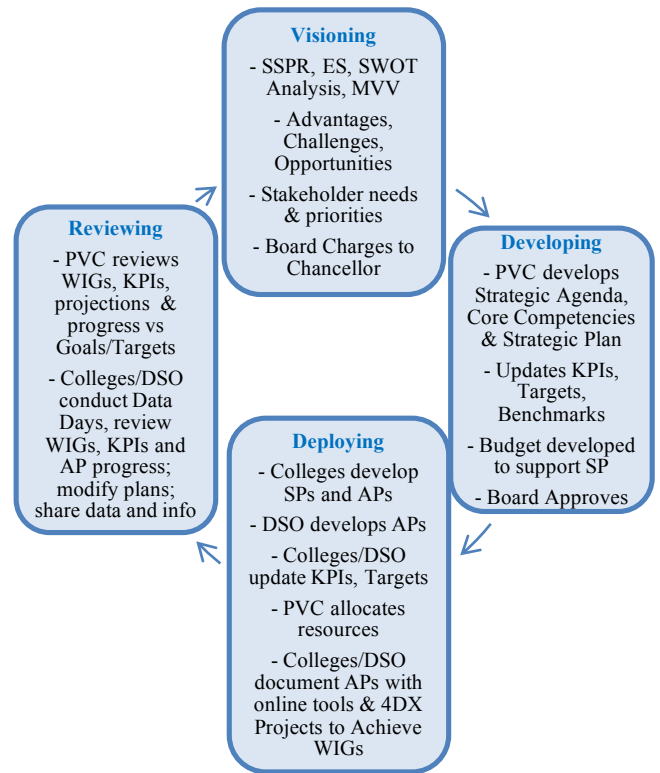 Visioning
- SSPR, ES, SWOT
Analysis, MVV
- Advantages,
Challenges,
Opportunities
- Stakeholder needs
& priorities
- Board Charges to
Chancellor
Developing
- PVC develops
Strategic Agenda,
Core Competencies
& Strategic Plan
- Updates KPIs,
Targets,
Benchmarks
- Budget developed
to support SP
- Board Approves
Deploying
- Colleges develop
SPs and APs
- DSO develops APs
- Colleges/DSO
update KPIs, Targets
- PVC allocates
resources
- Colleges/DSO
document APs with
online tools & 4DX
Projects to Achieve
WIGs
Reviewing
- PVC reviews
WIGs, KPIs,
projections &
progress vs
Goals/Targets
- Colleges/DSO
conduct Data
Days, review
WIGs, KPIs and
AP progress;
modify plans;
share data and info